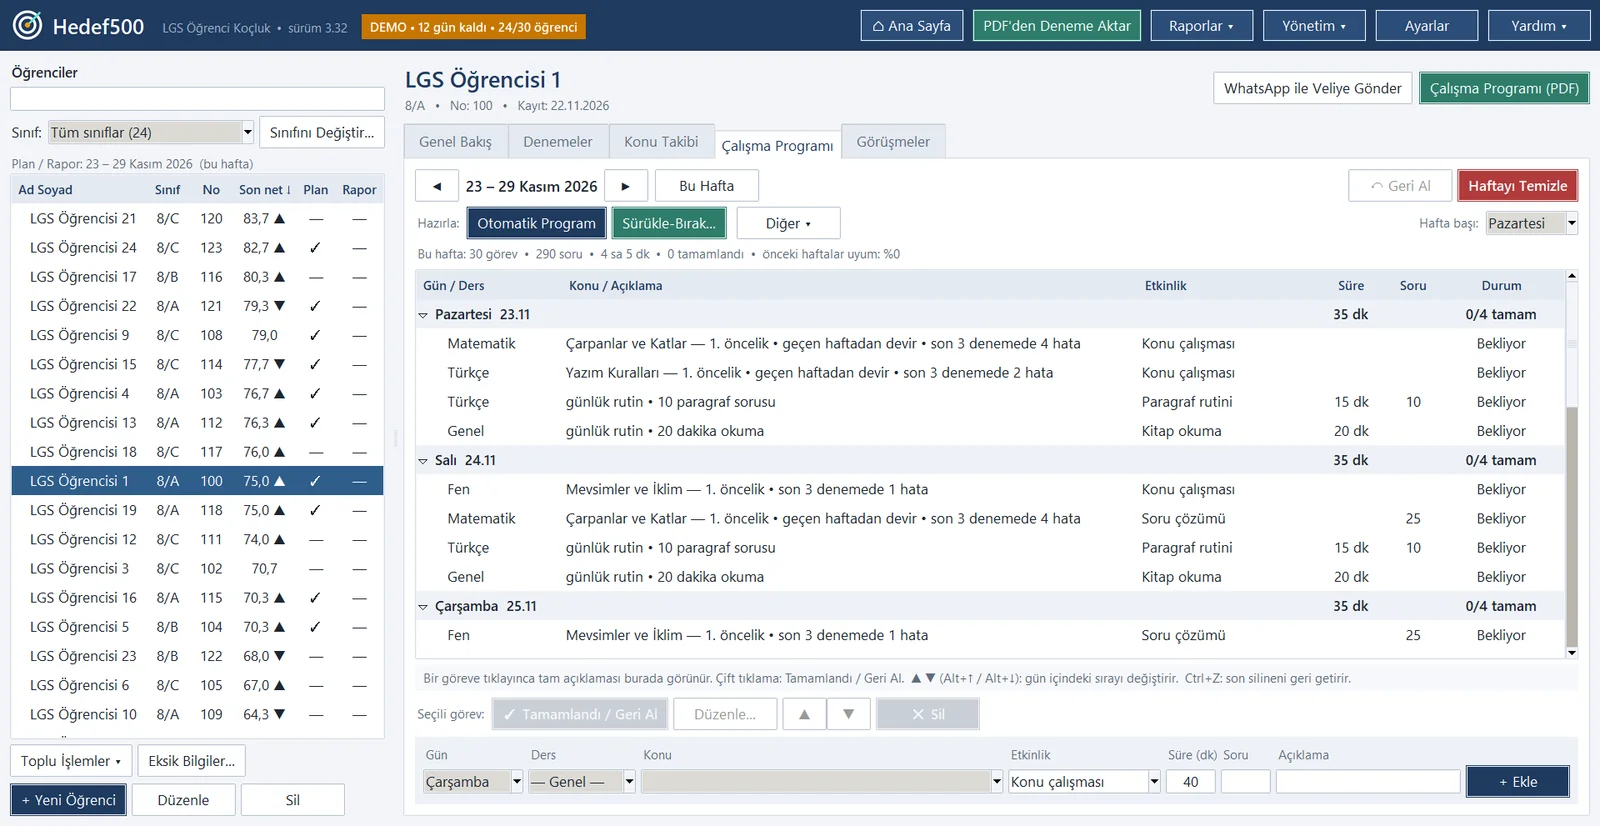 Hedef500 LGS Öğrenci Koçluk • sürüm 3.32 DEMO • 12 gün kaldı • 24/30 öğrenci
Ana Sayfa PDF'den Deneme Aktar Raporlar ▾ Yönetim ▾ Ayarlar Yardım ▾
Öğrenciler
Sınıf: Tüm sınıflar (24) Sınıfını Değiştir...
Plan / Rapor: 23 – 29 Kasım 2026 (bu hafta)
Ad Soyad Sınıf No Son net ↓ Plan Rapor
LGS Öğrencisi 21 8/C 120 83,7 ▲ — —
LGS Öğrencisi 24 8/C 123 82,7 ▲ ✓ —
LGS Öğrencisi 17 8/B 116 80,3 ▲ — —
LGS Öğrencisi 22 8/A 121 79,3 ▼ ✓ —
LGS Öğrencisi 9 8/C 108 79,0 ✓ —
LGS Öğrencisi 15 8/C 114 77,7 ▼ ✓ —
LGS Öğrencisi 4 8/A 103 76,7 ▲ ✓ —
LGS Öğrencisi 13 8/A 112 76,3 ▲ ✓ —
LGS Öğrencisi 18 8/C 117 76,0 ▲ — —
LGS Öğrencisi 1 8/A 100 75,0 ▲ ✓ —
LGS Öğrencisi 19 8/A 118 75,0 ▲ ✓ —
LGS Öğrencisi 12 8/C 111 74,0 ▲ — —
LGS Öğrencisi 3 8/C 102 70,7 — —
LGS Öğrencisi 16 8/A 115 70,3 ▲ ✓ —
LGS Öğrencisi 5 8/B 104 70,3 ▲ ✓ —
LGS Öğrencisi 23 8/B 122 68,0 ▼ — —
LGS Öğrencisi 6 8/C 105 67,0 ▲ — —
LGS Öğrencisi 10 8/A 109 64,3 ▼ — —
Toplu İşlemler ▾ Eksik Bilgiler...
+ Yeni Öğrenci Düzenle Sil
LGS Öğrencisi 1
8/A • No: 100 • Kayıt: 22.11.2026
WhatsApp ile Veliye Gönder Çalışma Programı (PDF)
Genel Bakış Denemeler Konu Takibi Çalışma Programı Görüşmeler
◄ 23 – 29 Kasım 2026 ► Bu Hafta Geri Al Haftayı Temizle
Hazırla: Otomatik Program Sürükle-Bırak... Diğer ▾ Hafta başı: Pazartesi
Bu hafta: 30 görev • 290 soru • 4 sa 5 dk • 0 tamamlandı • önceki haftalar uyum: %0
Gün / Ders Konu / Açıklama Etkinlik Süre Soru Durum
Pazartesi 23.11 35 dk 0/4 tamam
Matematik Çarpanlar ve Katlar — 1. öncelik • geçen haftadan devir • son 3 denemede 4 hata Konu çalışması Bekliyor
Türkçe Yazım Kuralları — 1. öncelik • geçen haftadan devir • son 3 denemede 2 hata Konu çalışması Bekliyor
Türkçe günlük rutin • 10 paragraf sorusu Paragraf rutini 15 dk 10 Bekliyor
Genel günlük rutin • 20 dakika okuma Kitap okuma 20 dk Bekliyor
Salı 24.11 35 dk 0/4 tamam
Fen Mevsimler ve İklim — 1. öncelik • son 3 denemede 1 hata Konu çalışması Bekliyor
Matematik Çarpanlar ve Katlar — 1. öncelik • geçen haftadan devir • son 3 denemede 4 hata Soru çözümü 25 Bekliyor
Türkçe günlük rutin • 10 paragraf sorusu Paragraf rutini 15 dk 10 Bekliyor
Genel günlük rutin • 20 dakika okuma Kitap okuma 20 dk Bekliyor
Çarşamba 25.11 35 dk 0/4 tamam
Fen Mevsimler ve İklim — 1. öncelik • son 3 denemede 1 hata Soru çözümü 25 Bekliyor
Bir göreve tıklayınca tam açıklaması burada görünür. Çift tıklama: Tamamlandı / Geri Al. ▲ ▼ (Alt+↑ / Alt+↓): gün içindeki sırayı değiştirir. Ctrl+Z: son silineni geri getirir.
Seçili görev: ✓ Tamamlandı / Geri Al Düzenle... ▲ ▼ ✕ Sil
Gün Ders Konu Etkinlik Süre (dk) Soru Açıklama
Çarşamba — Genel — Konu çalışması 40 + Ekle